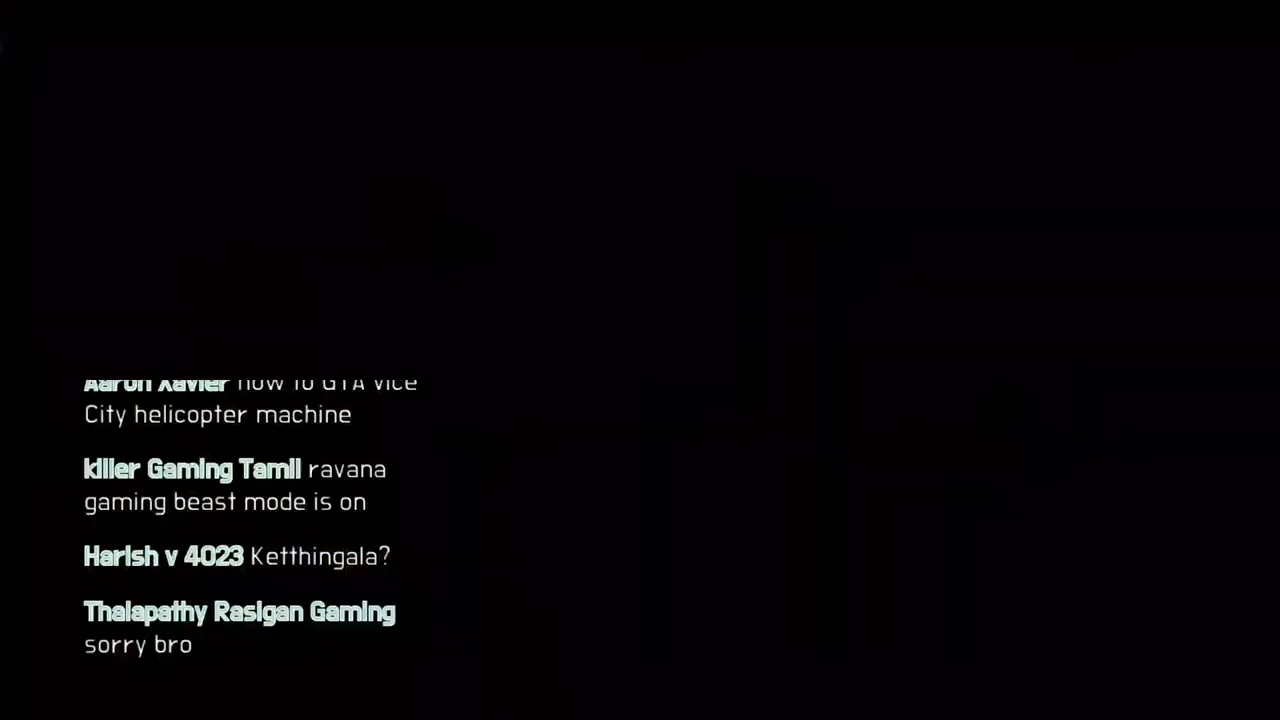 Aaron Xavier how to GTA Vice
City helicopter machine
killer Gaming Tamil ravana
gaming beast mode is on
Harish v 4023 Ketthingala?
Thalapathy Rasigan Gaming
sorry bro